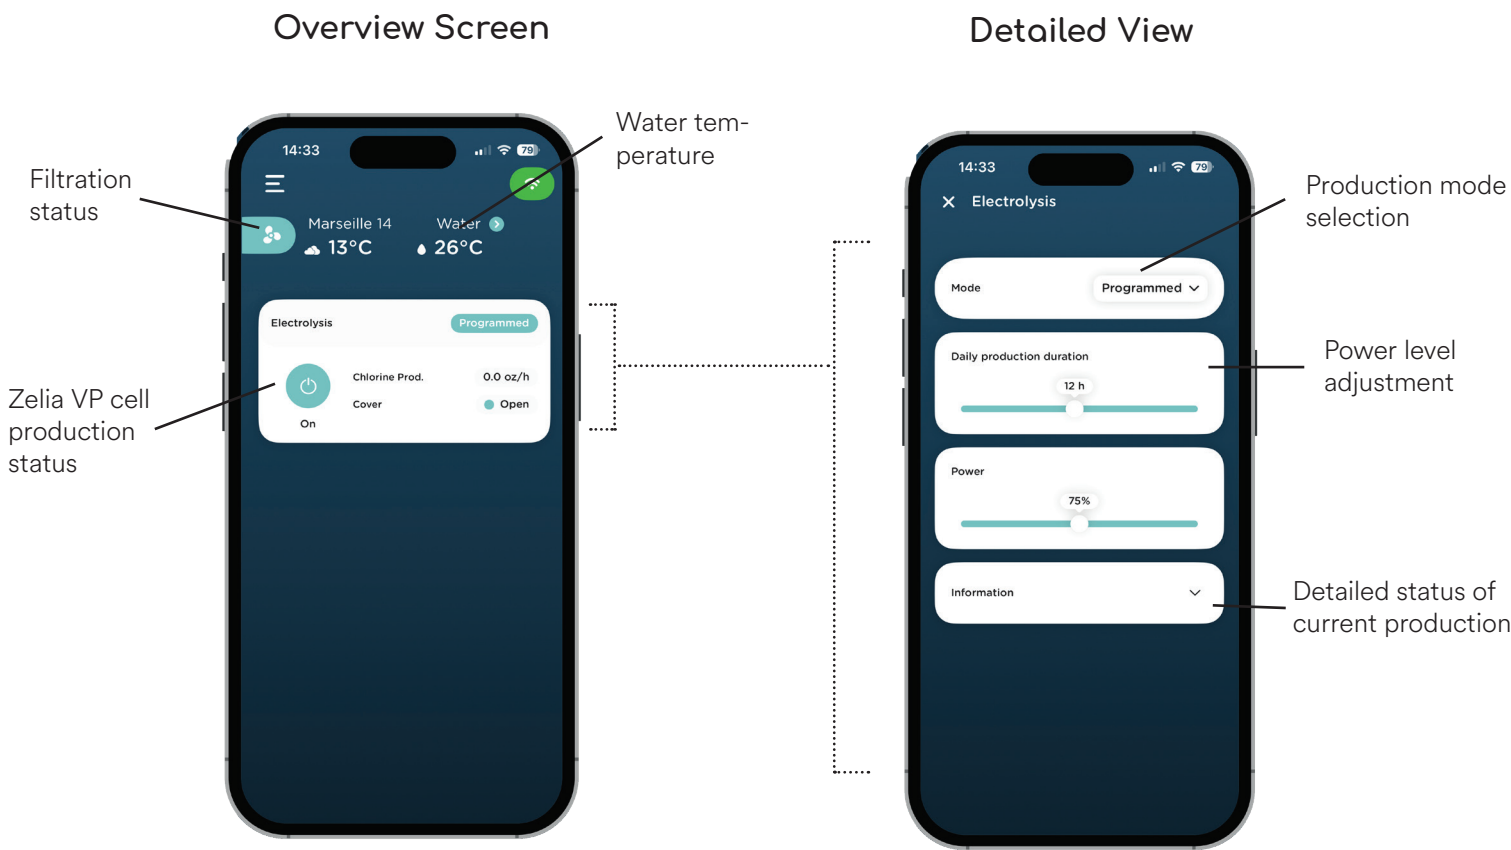 Overview Screen
Detailed View
Filtration
status
Water tem-
perature
Zelia VP cell
production
status
14:33
79
Marseille 14
13°C
Water
26°C
Electrolysis
Programmed
Chlorine Prod.
0.0 oz/h
Cover
Open
On
14:33
79
Electrolysis
Mode
Programmed
Daily production duration
12 h
Power
75%
Information
Production mode
selection
Power level
adjustment
Detailed status of
current production